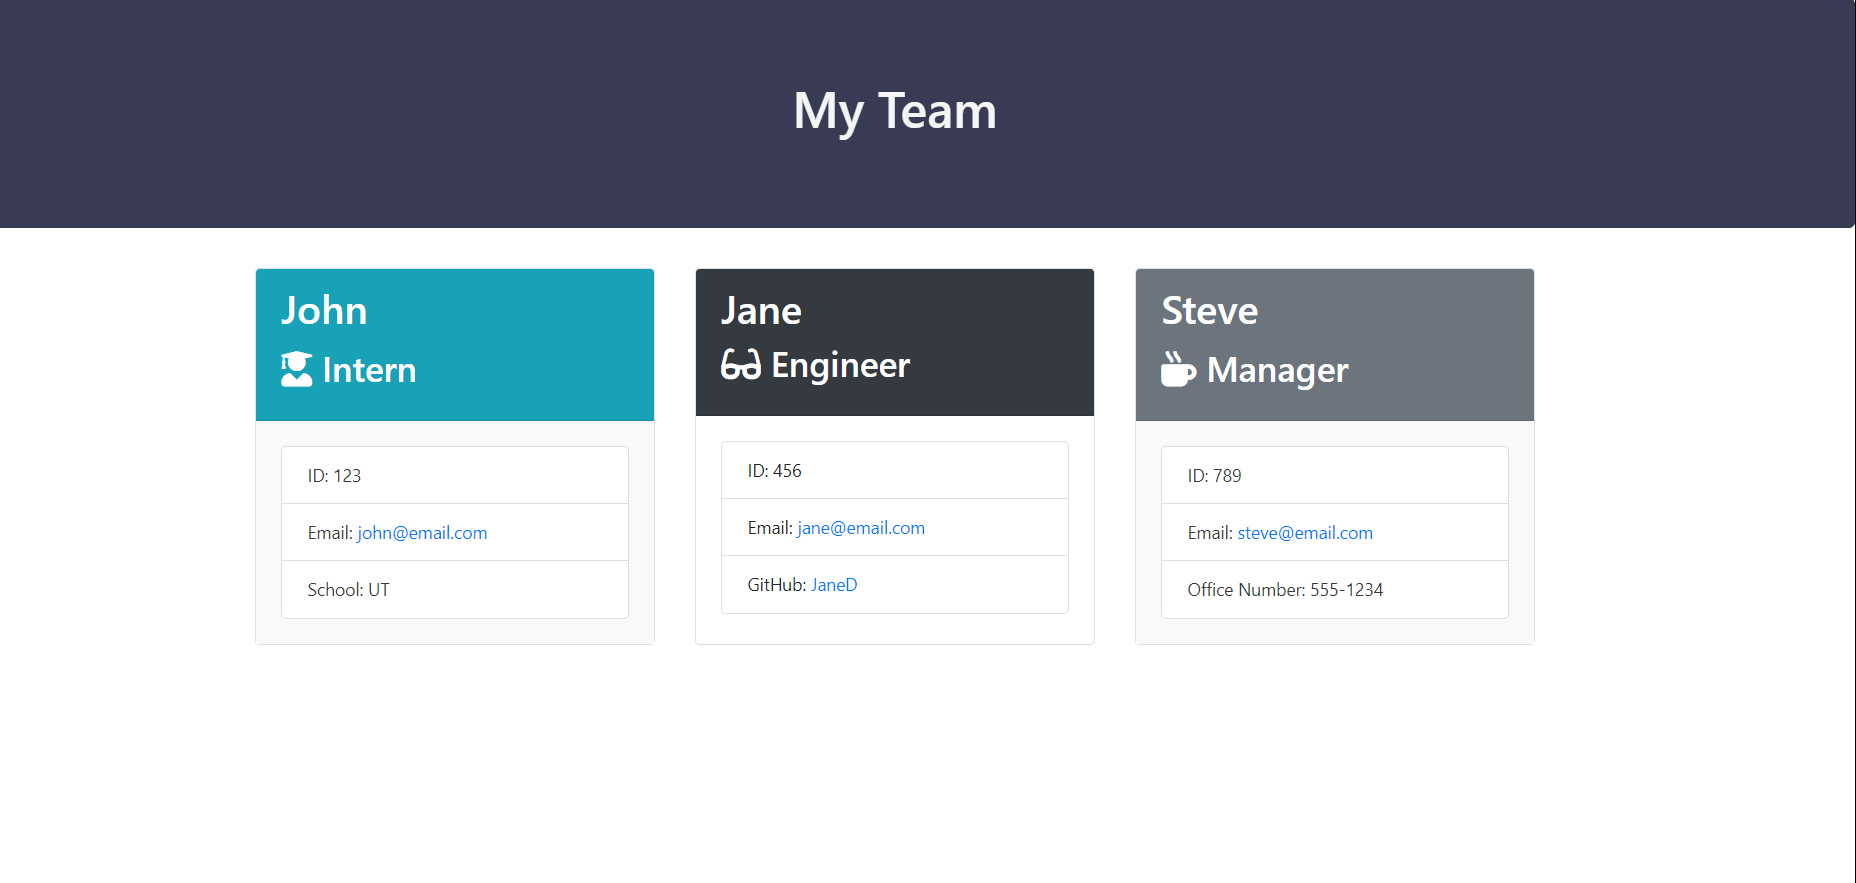 My Team
John
Intern
ID: 123
Email: john@email.com
School: UT
Jane
Engineer
ID: 456
Email: jane@email.com
GitHub: JaneD
Steve
Manager
ID: 789
Email: steve@email.com
Office Number: 555-1234